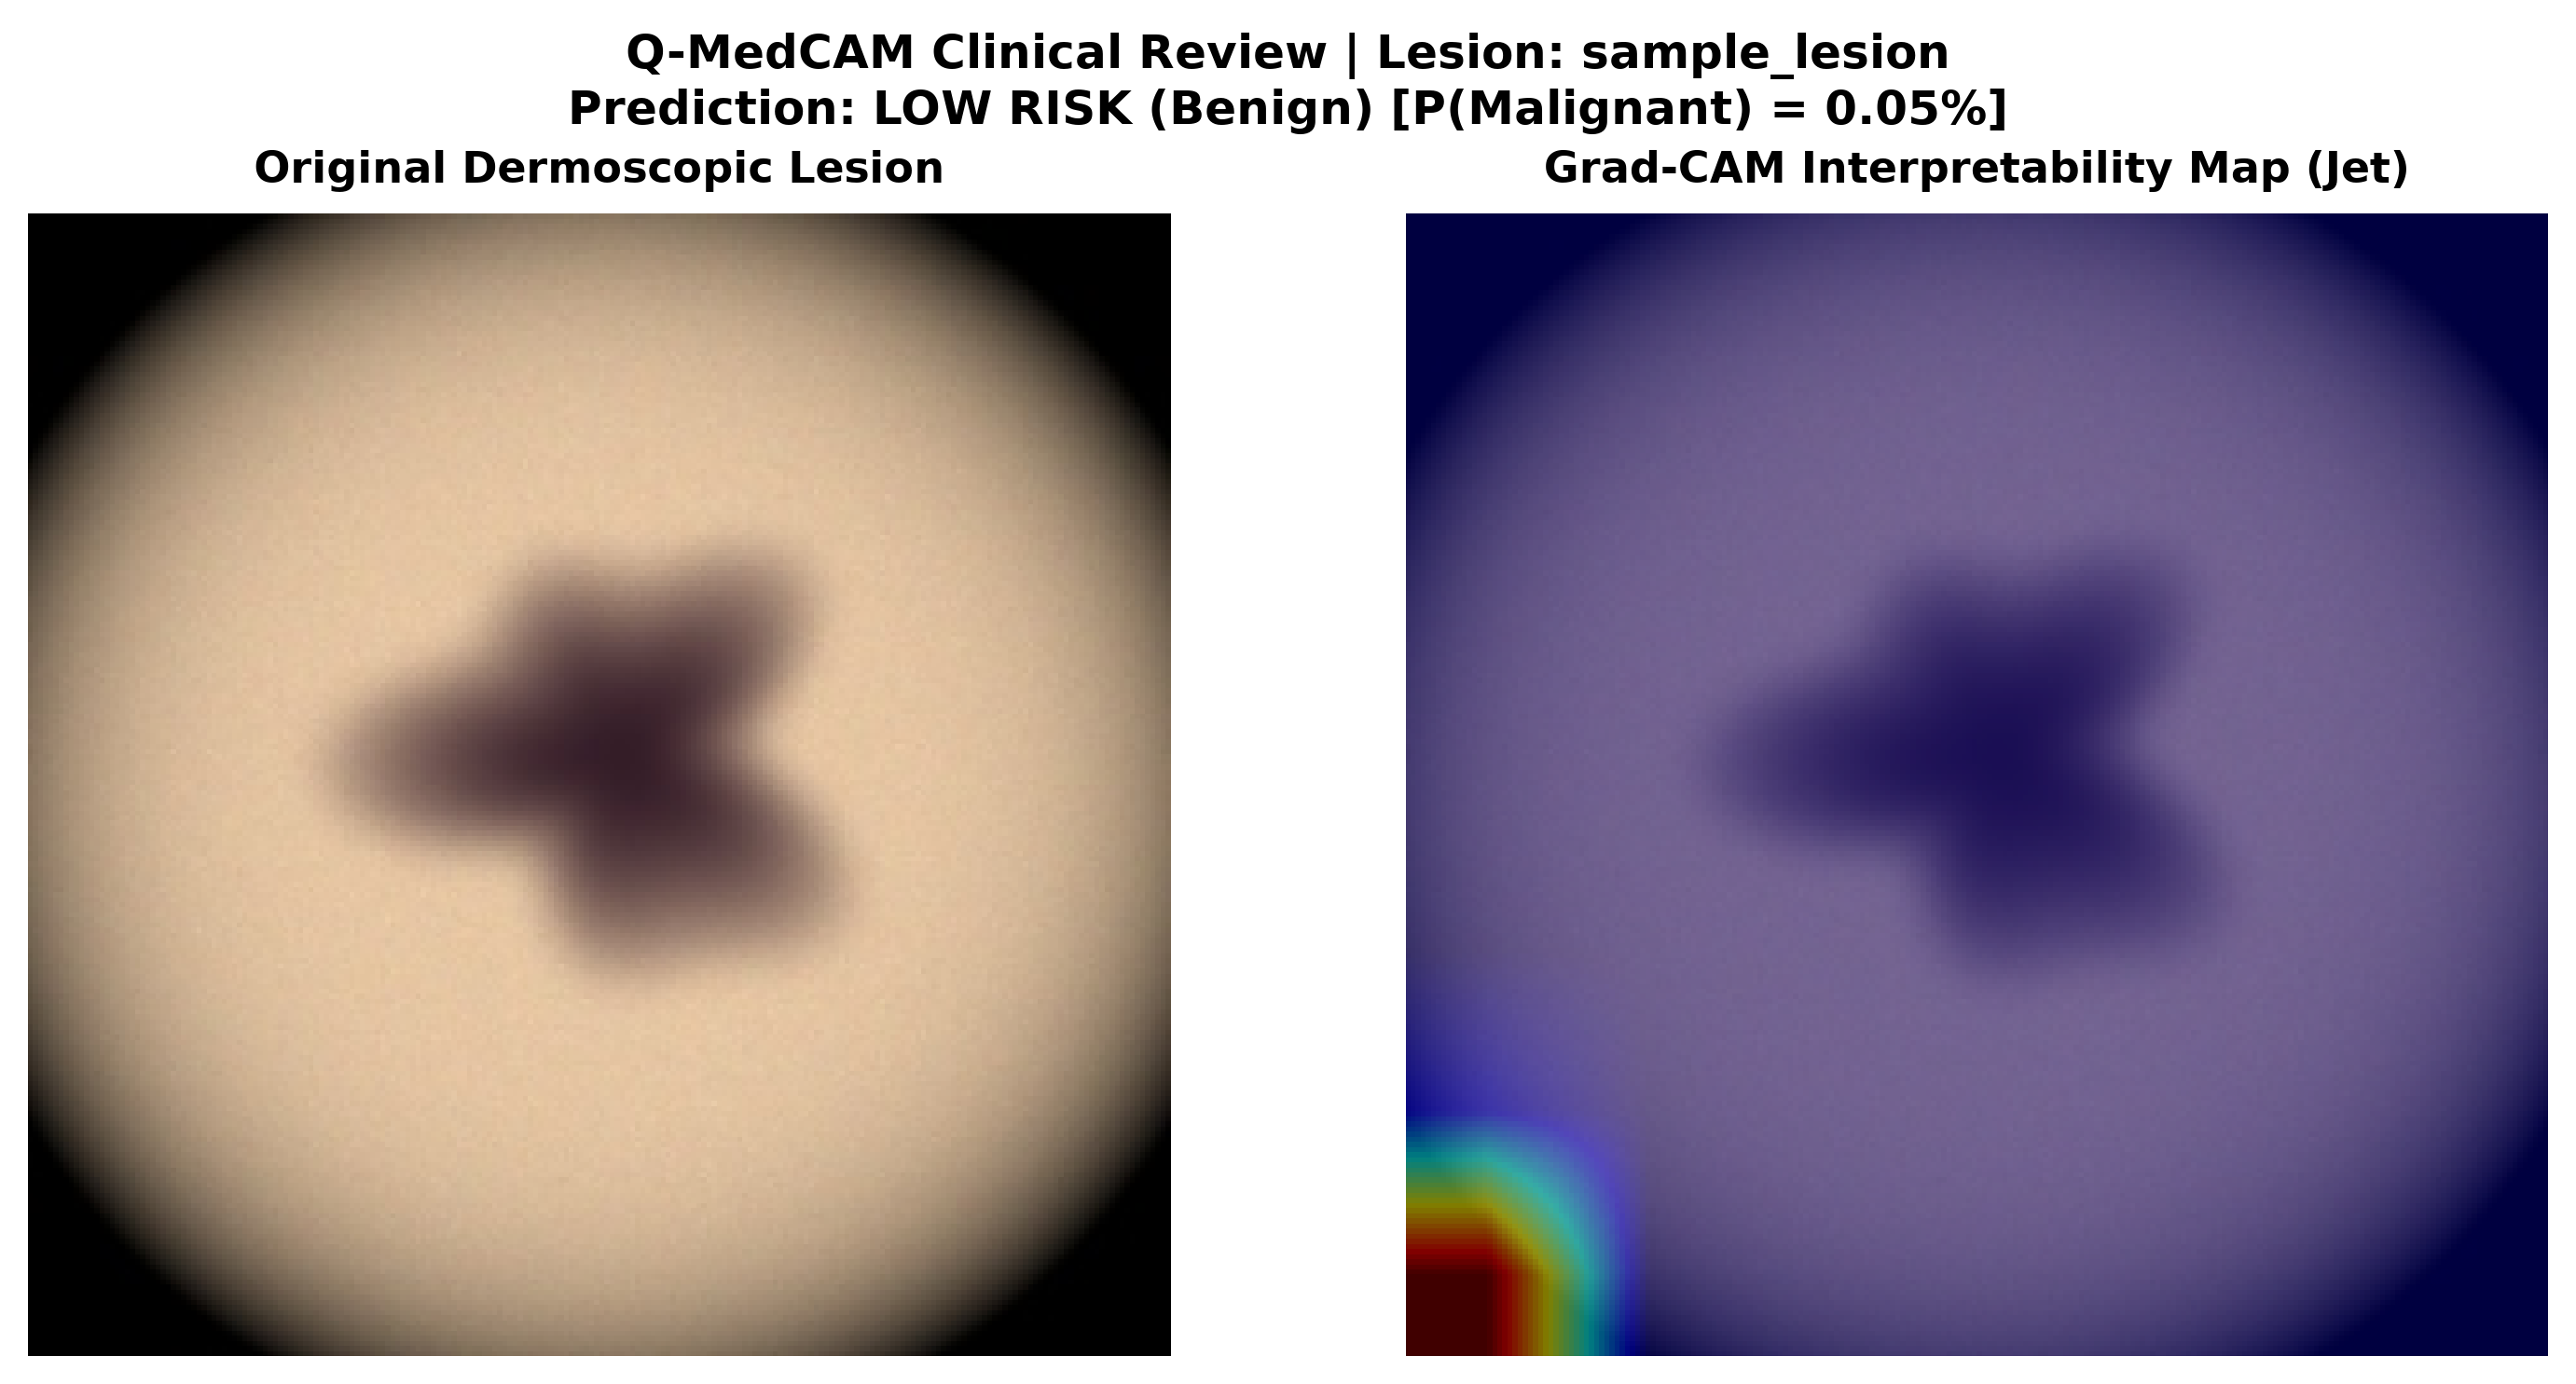 Q-MedCAM Clinical Review | Lesion: sample_lesion
Prediction: LOW RISK (Benign) [P(Malignant) = 0.05%]
Original Dermoscopic Lesion
Grad-CAM Interpretability Map (Jet)